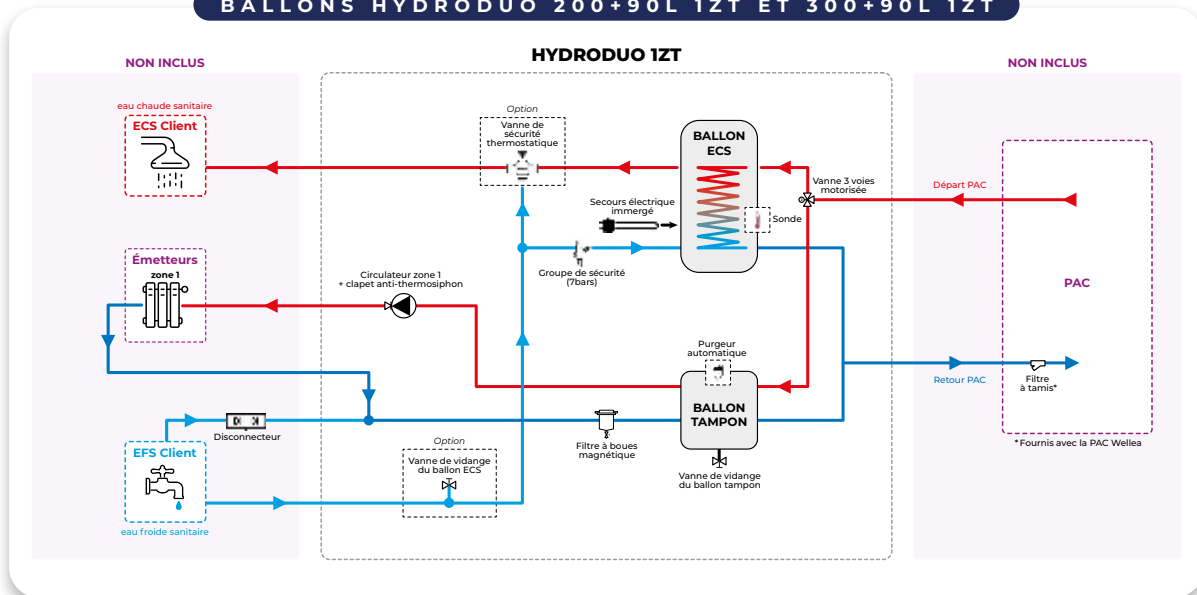 BALLONS HYDRODUO 200+90L 1ZT ET 300+90L 1ZT
HYDRODUO 1ZT
NON INCLUS
NON INCLUS
eau chaude sanitaire
ECS Client
Option
Vanne de
sécurité
thermostatique
BALLON
ECS
Vanne 3 voies
motorisée
Départ PAC
Secours électrique
immergé
Sonde
Groupe de sécurité
(7bars)
Émetteurs
zone 1
Circulateur zone 1
+ clapet anti-thermosiphon
PAC
Purgeur
automatique
Retour PAC
Filtre
à tamis*
BALLON
TAMPON
Disconnecteur
Filtre à boues
magnétique
*Fournis avec la PAC Wellea
EFS Client
Option
Vanne de vidange
du ballon ECS
Vanne de vidange
du ballon tampon
eau froide sanitaire